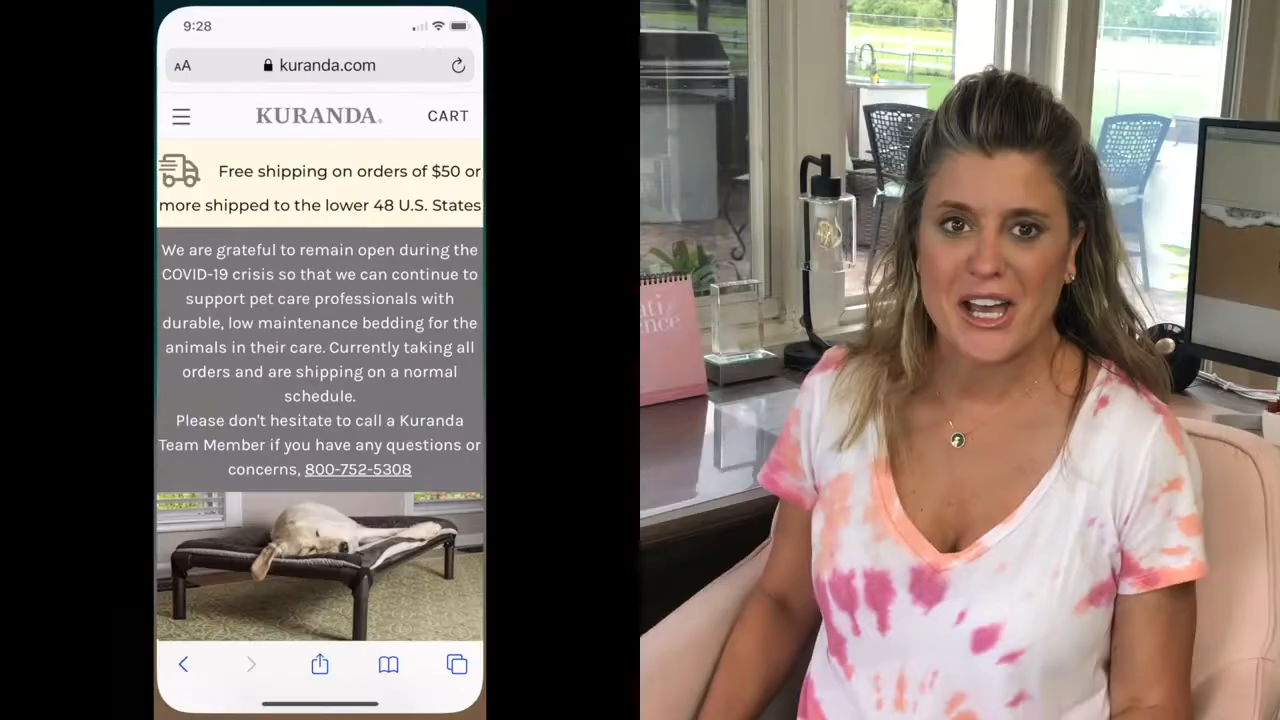 9:28
AA kuranda.com
KURANDA® CART
Free shipping on orders of $50 or
more shipped to the lower 48 U.S. States
We are grateful to remain open during the
COVID-19 crisis so that we can continue to
support pet care professionals with
durable, low maintenance bedding for the
animals in their care. Currently taking all
orders and are shipping on a normal
schedule.
Please don't hesitate to call a Kuranda
Team Member if you have any questions or
concerns, 800-752-5308